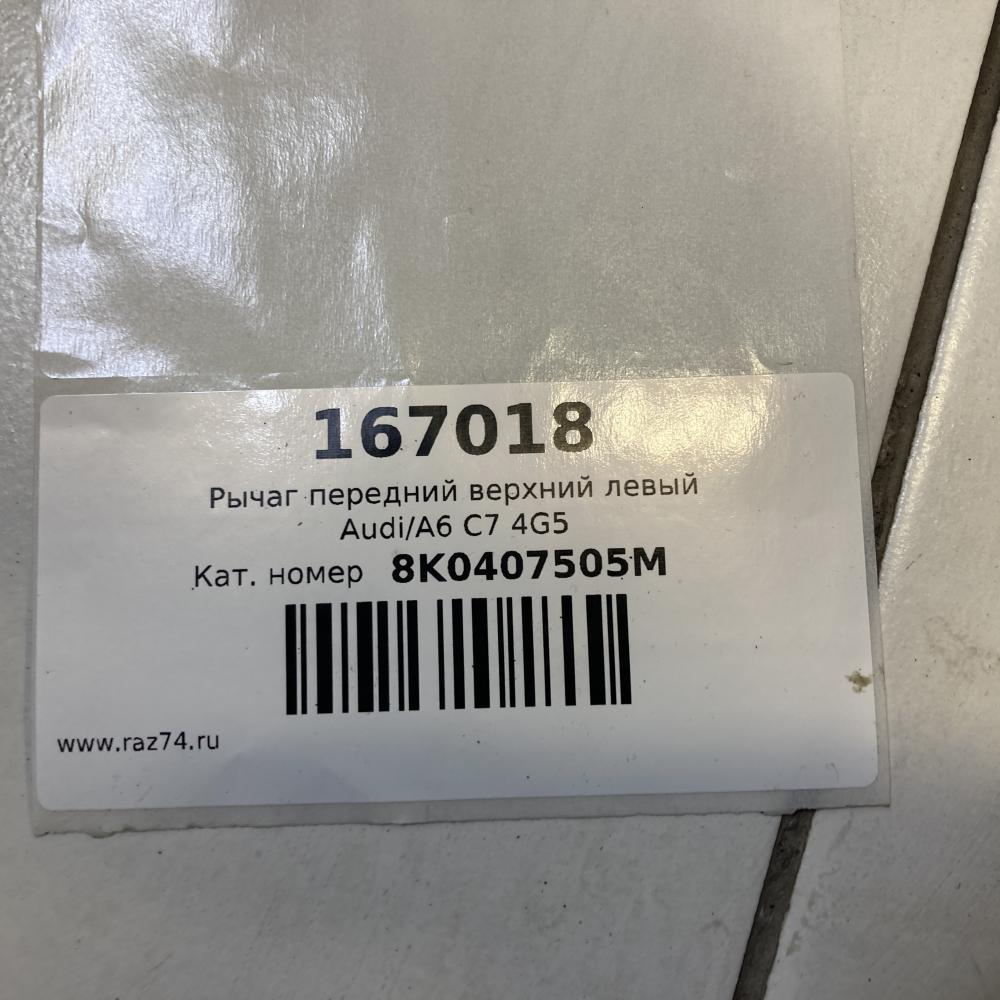 167018
Рычаг передний верхний левый
Audi/A6 C7 4G5
Кат. номер 8K0407505M
www.raz74.ru